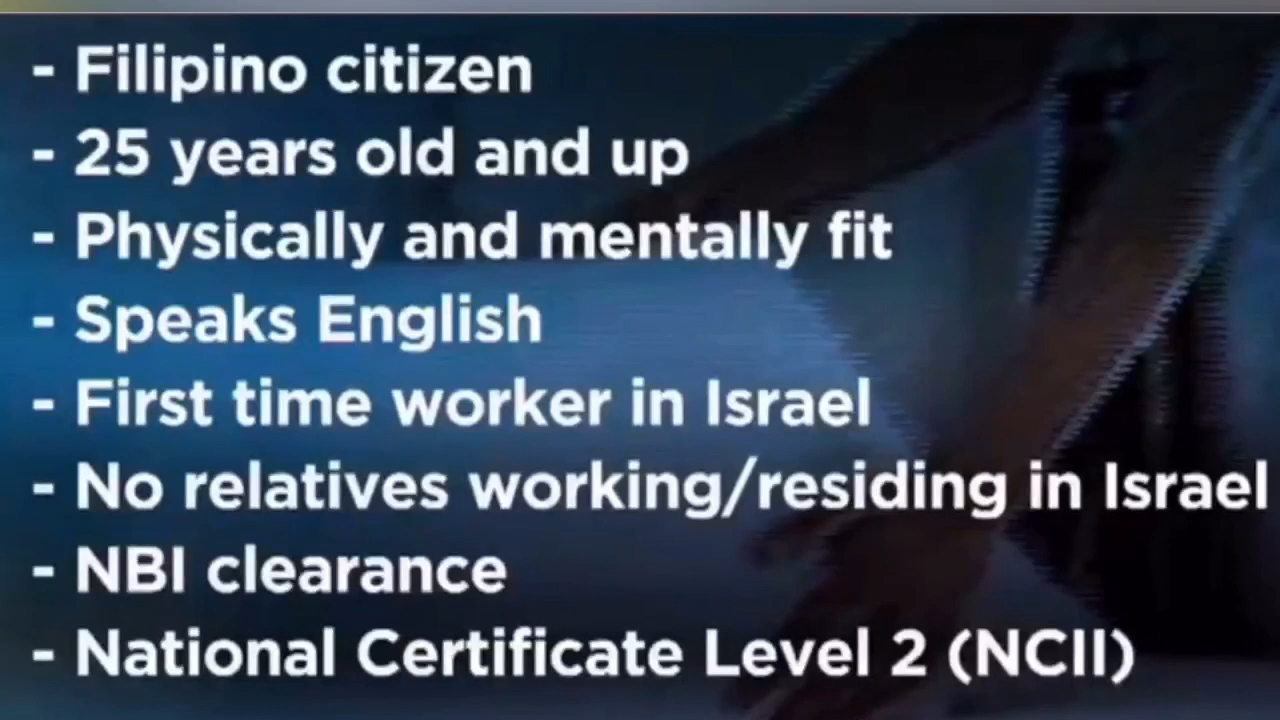 - Filipino citizen
- 25 years old and up
- Physically and mentally fit
- Speaks English
- First time worker in Israel
- No relatives working/residing in Israel
- NBI clearance
- National Certificate Level 2 (NCII)